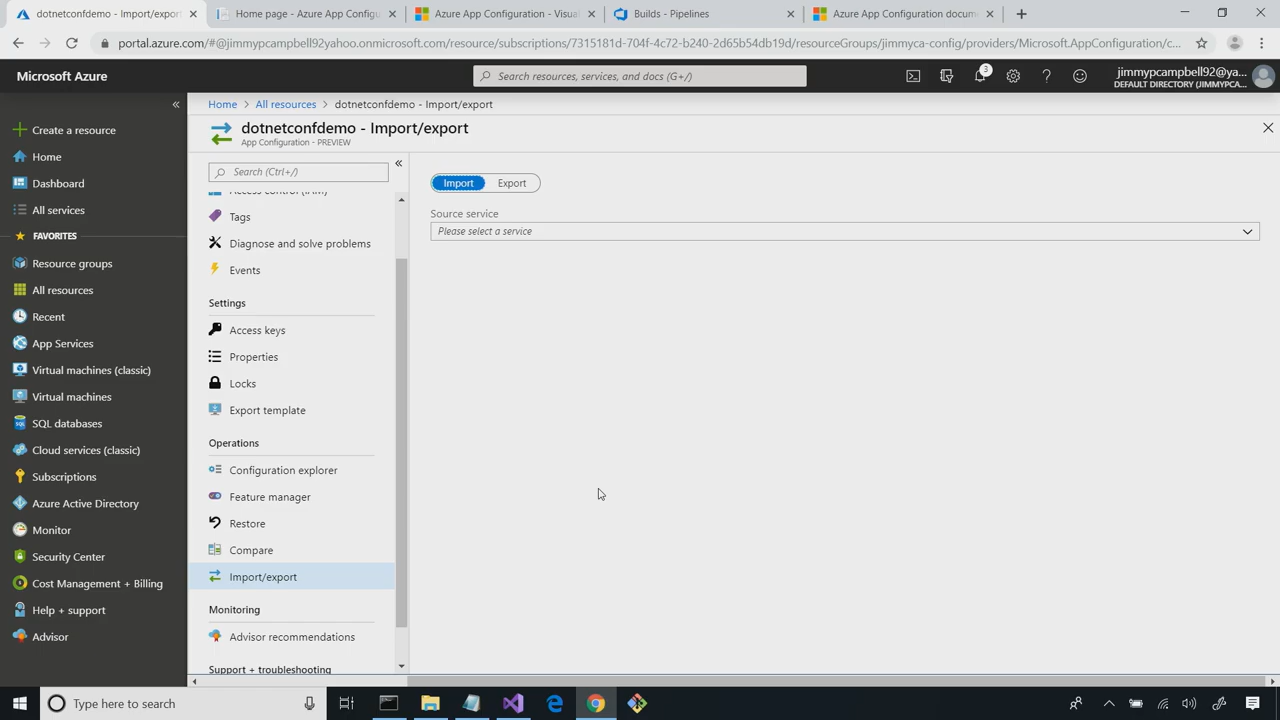 dotnetconfdemo - Import/export
Home page - Azure App Configu
Azure App Configuration - Visua
Builds - Pipelines
Azure App Configuration docum
portal.azure.com/#@jimmypcampbell92yahoo.onmicrosoft.com/resource/subscriptions/7315181d-704f-4c72-b240-2d65b54db19d/resourceGroups/jimmyca-config/providers/Microsoft.AppConfiguration/c...
Microsoft Azure
Search resources, services, and docs (G+/)
3
jimmypcampbell92@ya...
DEFAULT DIRECTORY (JIMMYPCA...
Home > All resources > dotnetconfdemo - Import/export
dotnetconfdemo - Import/export
App Configuration - PREVIEW
Create a resource
Home
Dashboard
All services
FAVORITES
Resource groups
All resources
Recent
App Services
Virtual machines (classic)
Virtual machines
SQL databases
Cloud services (classic)
Subscriptions
Azure Active Directory
Monitor
Security Center
Cost Management + Billing
Help + support
Advisor
Search (Ctrl+/)
Access control (IAM)
Tags
Diagnose and solve problems
Events
Settings
Access keys
Properties
Locks
Export template
Operations
Configuration explorer
Feature manager
Restore
Compare
Import/export
Monitoring
Advisor recommendations
Support + troubleshooting
Import Export
Source service
Please select a service
Type here to search